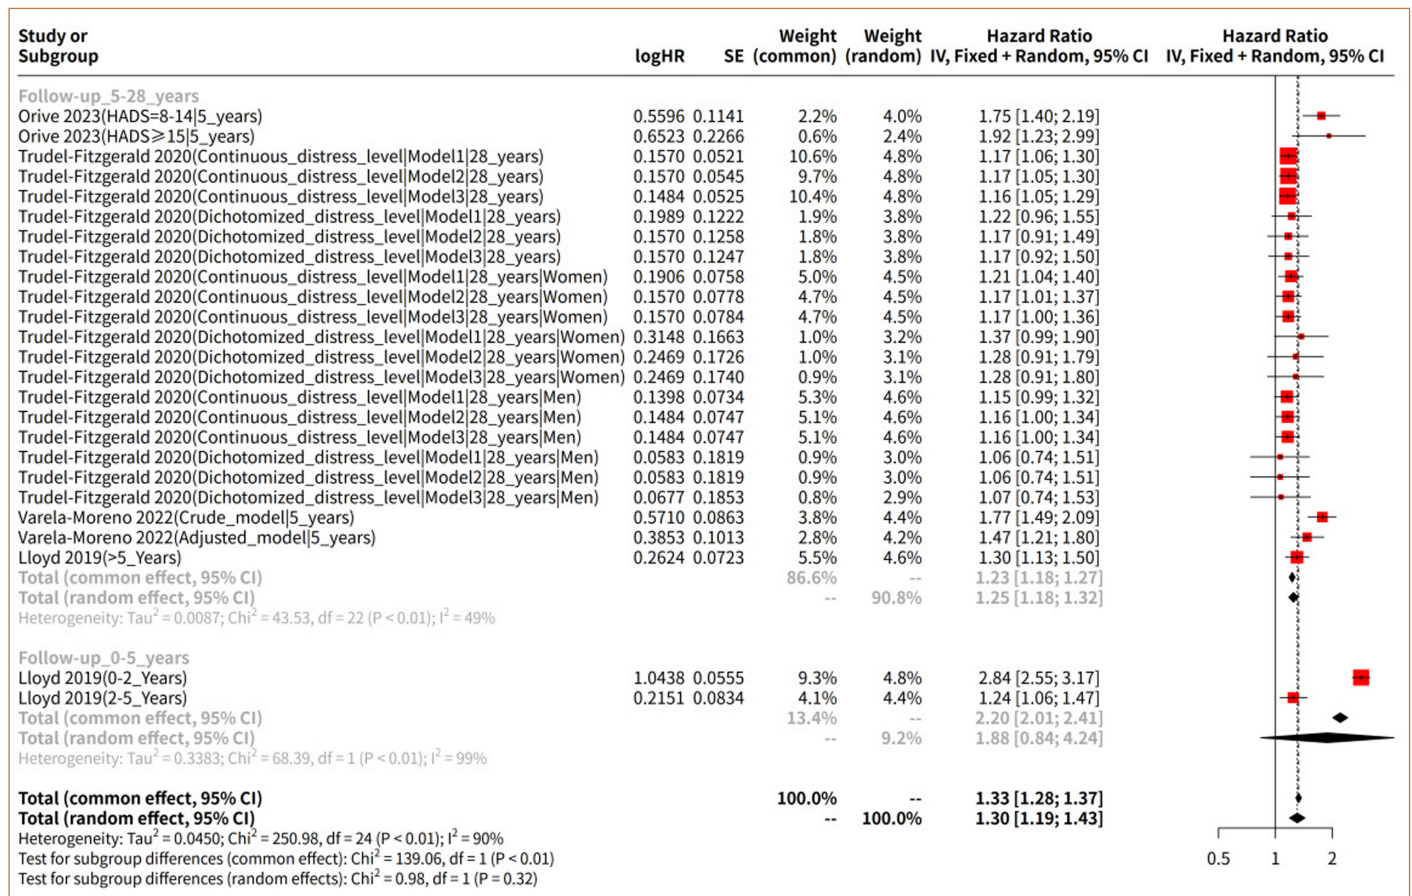 Study or Subgroup logHR SE Weight (common) Weight (random) Hazard Ratio IV, Fixed + Random, 95% CI Hazard Ratio IV, Fixed + Random, 95% CI
Follow-up_5-28_years
Orive 2023(HADS=8-14|5_years) 0.5596 0.1141 2.2% 4.0% 1.75 [1.40; 2.19]
Orive 2023(HADS⩾15|5_years) 0.6523 0.2266 0.6% 2.4% 1.92 [1.23; 2.99]
Trudel-Fitzgerald 2020(Continuous_distress_level|Model1|28_years) 0.1570 0.0521 10.6% 4.8% 1.17 [1.06; 1.30]
Trudel-Fitzgerald 2020(Continuous_distress_level|Model2|28_years) 0.1570 0.0545 9.7% 4.8% 1.17 [1.05; 1.30]
Trudel-Fitzgerald 2020(Continuous_distress_level|Model3|28_years) 0.1484 0.0525 10.4% 4.8% 1.16 [1.05; 1.29]
Trudel-Fitzgerald 2020(Dichotomized_distress_level|Model1|28_years) 0.1989 0.1222 1.9% 3.8% 1.22 [0.96; 1.55]
Trudel-Fitzgerald 2020(Dichotomized_distress_level|Model2|28_years) 0.1570 0.1258 1.8% 3.8% 1.17 [0.91; 1.49]
Trudel-Fitzgerald 2020(Dichotomized_distress_level|Model3|28_years) 0.1570 0.1247 1.8% 3.8% 1.17 [0.92; 1.50]
Trudel-Fitzgerald 2020(Continuous_distress_level|Model1|28_years|Women) 0.1906 0.0758 5.0% 4.5% 1.21 [1.04; 1.40]
Trudel-Fitzgerald 2020(Continuous_distress_level|Model2|28_years|Women) 0.1570 0.0778 4.7% 4.5% 1.17 [1.01; 1.37]
Trudel-Fitzgerald 2020(Continuous_distress_level|Model3|28_years|Women) 0.1570 0.0784 4.7% 4.5% 1.17 [1.00; 1.36]
Trudel-Fitzgerald 2020(Dichotomized_distress_level|Model1|28_years|Women) 0.3148 0.1663 1.0% 3.2% 1.37 [0.99; 1.90]
Trudel-Fitzgerald 2020(Dichotomized_distress_level|Model2|28_years|Women) 0.2469 0.1726 1.0% 3.1% 1.28 [0.91; 1.79]
Trudel-Fitzgerald 2020(Dichotomized_distress_level|Model3|28_years|Women) 0.2469 0.1740 0.9% 3.1% 1.28 [0.91; 1.80]
Trudel-Fitzgerald 2020(Continuous_distress_level|Model1|28_years|Men) 0.1398 0.0734 5.3% 4.6% 1.15 [0.99; 1.32]
Trudel-Fitzgerald 2020(Continuous_distress_level|Model2|28_years|Men) 0.1484 0.0747 5.1% 4.6% 1.16 [1.00; 1.34]
Trudel-Fitzgerald 2020(Continuous_distress_level|Model3|28_years|Men) 0.1484 0.0747 5.1% 4.6% 1.16 [1.00; 1.34]
Trudel-Fitzgerald 2020(Dichotomized_distress_level|Model1|28_years|Men) 0.0583 0.1819 0.9% 3.0% 1.06 [0.74; 1.51]
Trudel-Fitzgerald 2020(Dichotomized_distress_level|Model2|28_years|Men) 0.0583 0.1819 0.9% 3.0% 1.06 [0.74; 1.51]
Trudel-Fitzgerald 2020(Dichotomized_distress_level|Model3|28_years|Men) 0.0677 0.1853 0.8% 2.9% 1.07 [0.74; 1.53]
Varela-Moreno 2022(Crude_model|5_years) 0.5710 0.0863 3.8% 4.4% 1.77 [1.49; 2.09]
Varela-Moreno 2022(Adjusted_model|5_years) 0.3853 0.1013 2.8% 4.2% 1.47 [1.21; 1.80]
Lloyd 2019(>5_Years) 0.2624 0.0723 5.5% 4.6% 1.30 [1.13; 1.50]
Total (common effect, 95% CI) 86.6% -- 1.23 [1.18; 1.27]
Total (random effect, 95% CI) -- 90.8% 1.25 [1.18; 1.32]
Heterogeneity: Tau² = 0.0087; Chi² = 43.53, df = 22 (P < 0.01); I² = 49%
Follow-up_0-5_years
Lloyd 2019(0-2_Years) 1.0438 0.0555 9.3% 4.8% 2.84 [2.55; 3.17]
Lloyd 2019(2-5_Years) 0.2151 0.0834 4.1% 4.4% 1.24 [1.06; 1.47]
Total (common effect, 95% CI) 13.4% -- 2.20 [2.01; 2.41]
Total (random effect, 95% CI) -- 9.2% 1.88 [0.84; 4.24]
Heterogeneity: Tau² = 0.3383; Chi² = 68.39, df = 1 (P < 0.01); I² = 99%
Total (common effect, 95% CI) 100.0% -- 1.33 [1.28; 1.37]
Total (random effect, 95% CI) -- 100.0% 1.30 [1.19; 1.43]
Heterogeneity: Tau² = 0.0450; Chi² = 250.98, df = 24 (P < 0.01); I² = 90%
Test for subgroup differences (common effect): Chi² = 139.06, df = 1 (P < 0.01)
Test for subgroup differences (random effects): Chi² = 0.98, df = 1 (P = 0.32)
0.5 1 2